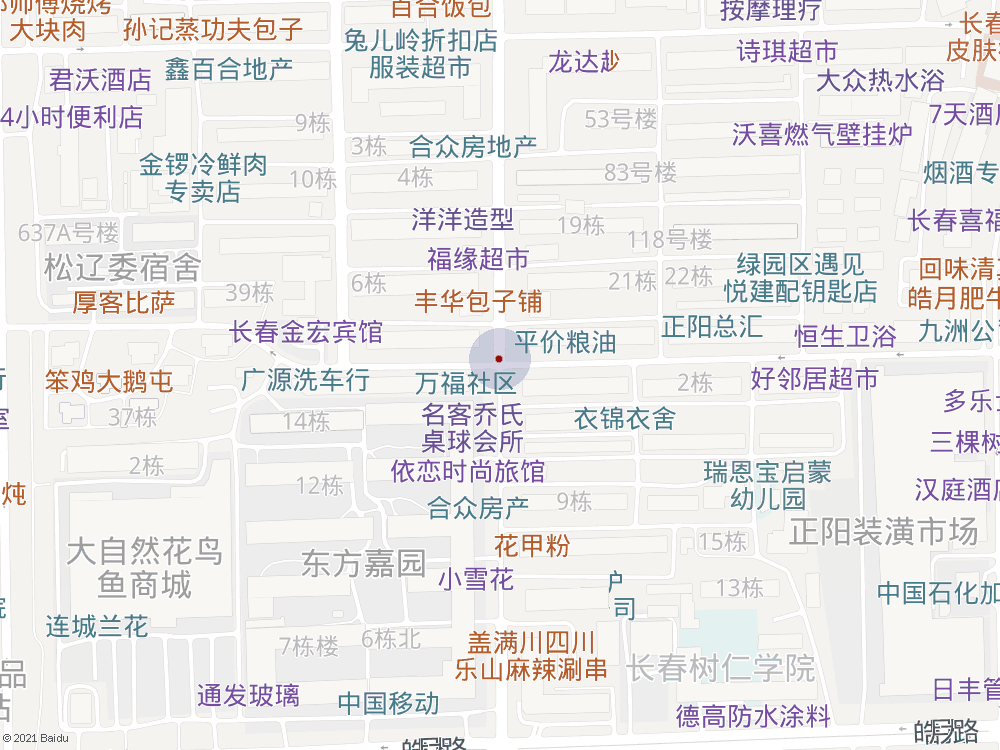 师傅烧烤
大块肉
孙记蒸功夫包子
百合饭包
按摩理疗
长春
皮肤
兔儿岭折扣店
服装超市
龙达
诗琪超市
君沃酒店
鑫百合地产
大众热水浴
4小时便利店
9栋
53号楼
7天酒
沃喜燃气壁挂炉
3栋
合众房地产
金锣冷鲜肉
专卖店
10栋
4栋
83号楼
烟酒专
洋洋造型
19栋
长春喜福
637A号楼
118号楼
松辽委宿舍
福缘超市
绿园区遇见
悦建配钥匙店
回味清
皓月肥牛
39栋
6栋
21栋
22栋
厚客比萨
丰华包子铺
长春金宏宾馆
平价粮油
正阳总汇
恒生卫浴
九洲公
笨鸡大鹅屯
广源洗车行
万福社区
2栋
好邻居超市
37栋
14栋
名客乔氏
桌球会所
衣锦衣舍
多乐
三棵树
2栋
12栋
依恋时尚旅馆
瑞恩宝启蒙
幼儿园
汉庭酒店
炖
合众房产
9栋
正阳装潢市场
大自然花鸟
鱼商城
东方嘉园
花甲粉
15栋
小雪花
户
司
13栋
中国石化加
连城兰花
7栋楼
6栋北
盖满川四川
乐山麻辣涮串
长春树仁学院
品
站
通发玻璃
中国移动
德高防水涂料
日丰管
© 2021 Baidu